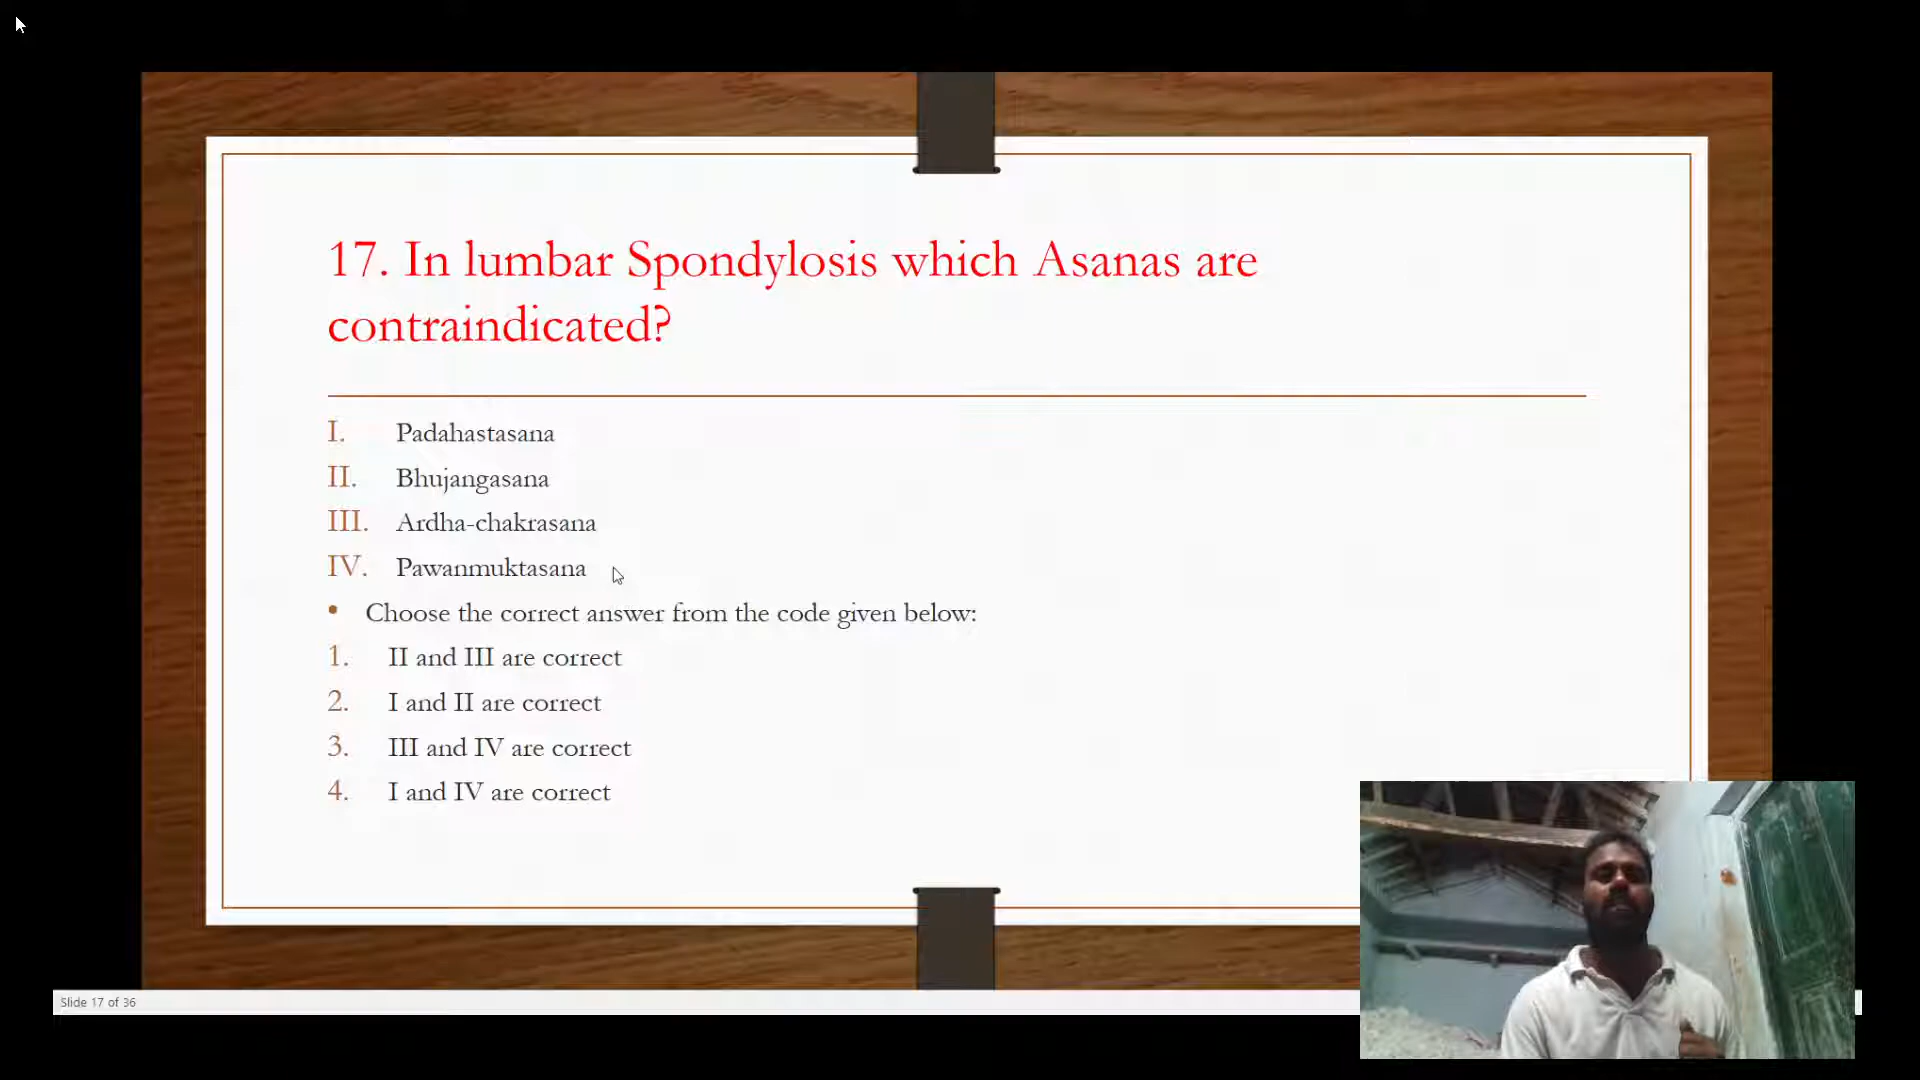 17. In lumbar Spondylosis which Asanas are
contraindicated?
I. Padahastasana
II. Bhujangasana
III. Ardha-chakrasana
IV. Pawanmuktasana
• Choose the correct answer from the code given below:
1. II and III are correct
2. I and II are correct
3. III and IV are correct
4. I and IV are correct
Slide 17 of 36